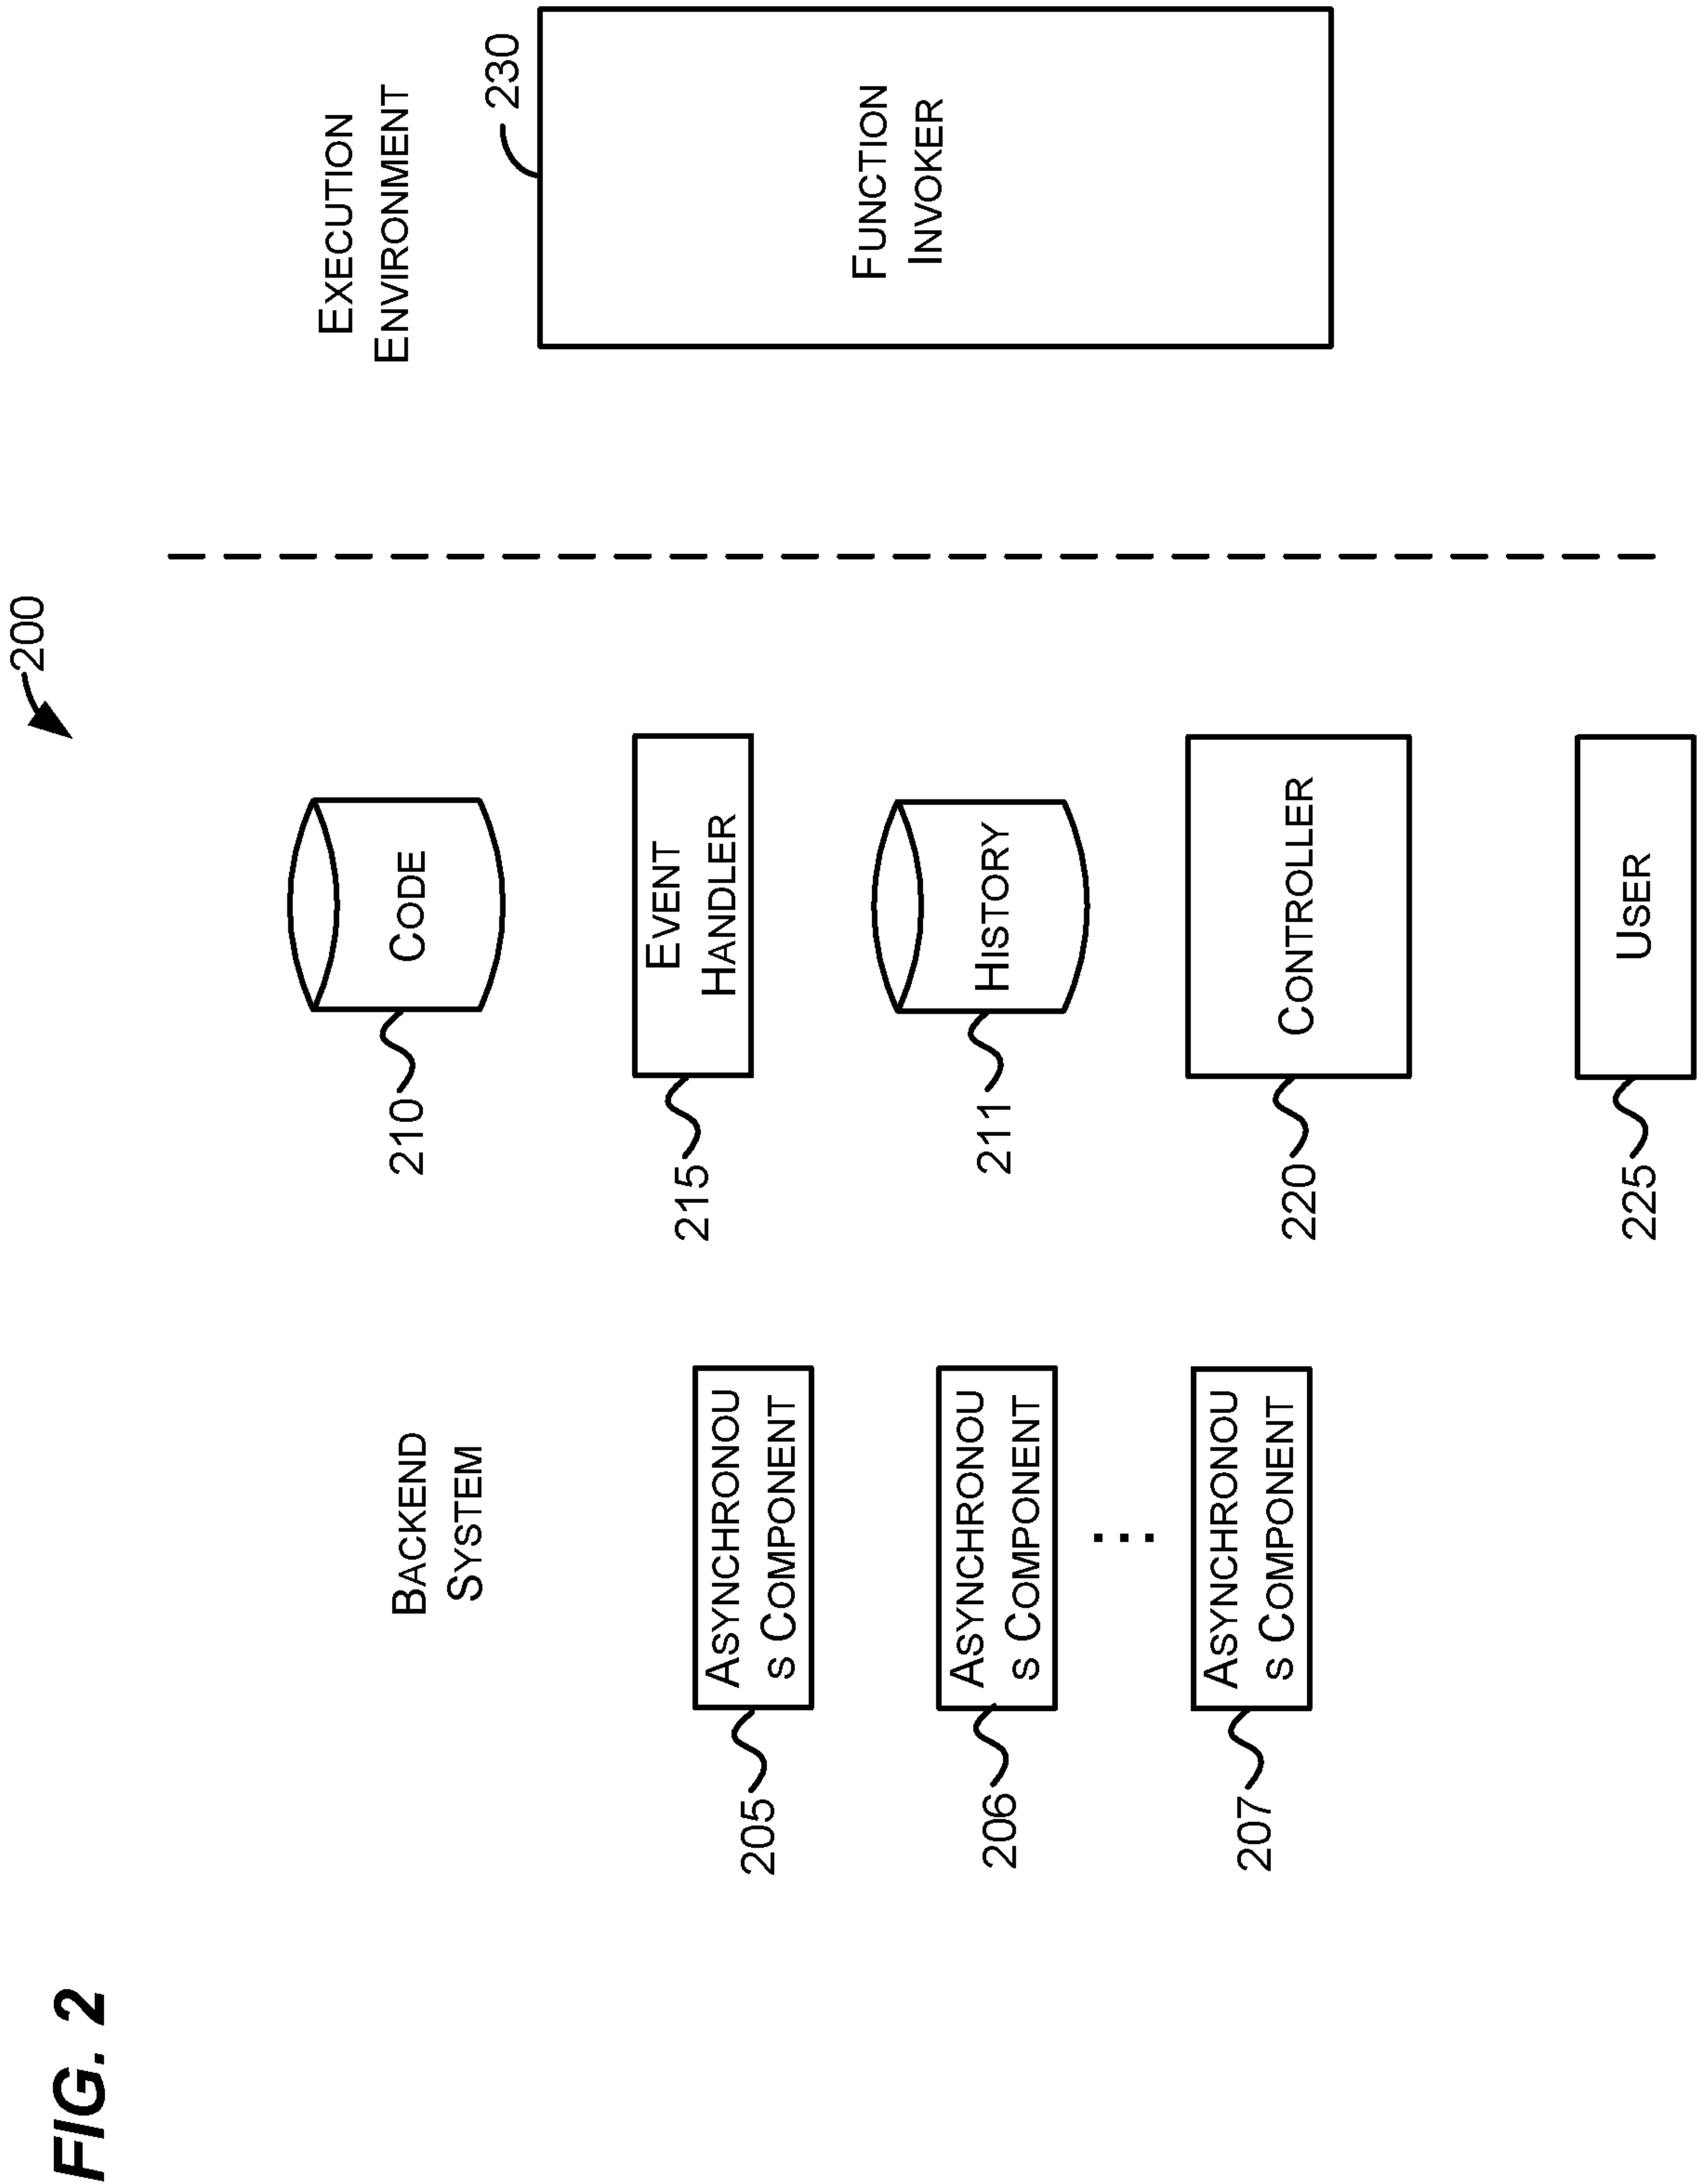 FIG. 2
200
BACKEND
SYSTEM
EXECUTION
ENVIRONMENT
205
ASYNCHRONOU
S COMPONENT
206
ASYNCHRONOU
S COMPONENT
...
207
ASYNCHRONOU
S COMPONENT
210
CODE
215
EVENT
HANDLER
211
HISTORY
220
CONTROLLER
225
USER
230
FUNCTION
INVOKER